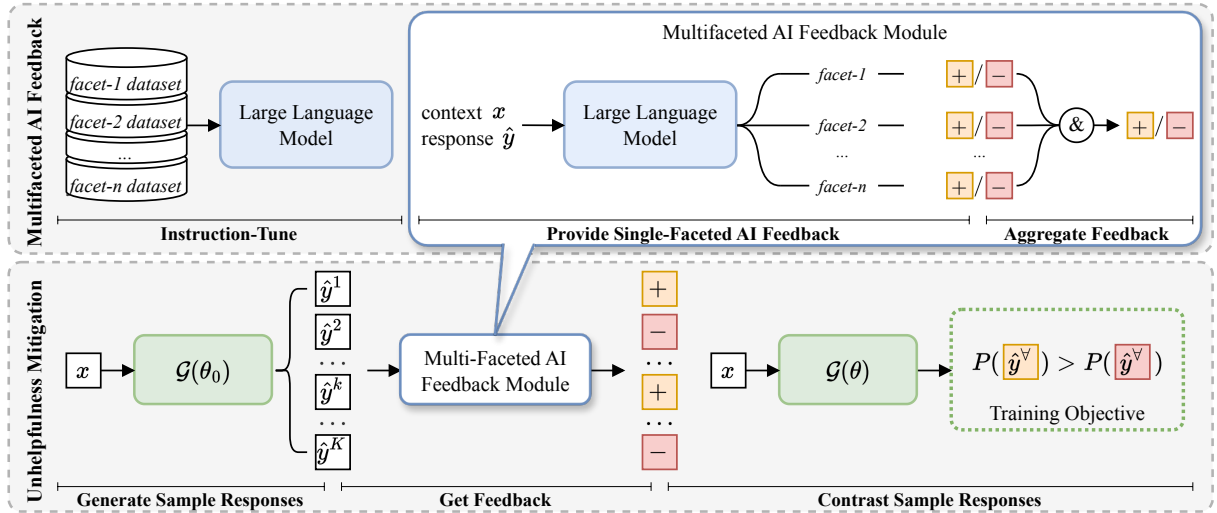 Multifaceted AI Feedback
facet-1 dataset
facet-2 dataset
...
facet-n dataset
Large Language
Model
Instruction-Tune
Multifaceted AI Feedback Module
context x
response ŷ
Large Language
Model
facet-1
+ / −
facet-2
+ / −
...
...
facet-n
+ / −
&
+ / −
Provide Single-Faceted AI Feedback
Aggregate Feedback
Unhelpfulness Mitigation
x
𝒢(θ₀)
ŷ¹
ŷ²
...
ŷᵏ
...
ŷᴷ
Generate Sample Responses
Multi-Faceted AI
Feedback Module
+
−
...
+
...
−
Get Feedback
x
𝒢(θ)
P( ŷ^∀ ) > P( ŷ^∀ )
Training Objective
Contrast Sample Responses